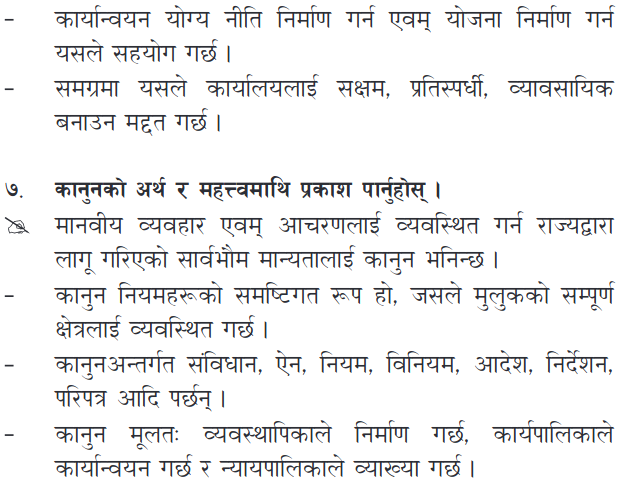 – कार्यान्वयन योग्य नीति निर्माण गर्न एवम् योजना निर्माण गर्न
यसले सहयोग गर्छ ।
– समग्रमा यसले कार्यालयलाई सक्षम, प्रतिस्पर्धी, व्यावसायिक
बनाउन मद्दत गर्छ ।
७. कानुनको अर्थ र महत्त्वमाथि प्रकाश पार्नुहोस् ।
मानवीय व्यवहार एवम् आचरणलाई व्यवस्थित गर्न राज्यद्वारा
लागू गरिएको सार्वभौम मान्यतालाई कानुन भनिन्छ ।
– कानुन नियमहरूको समष्टिगत रूप हो, जसले मुलुकको सम्पूर्ण
क्षेत्रलाई व्यवस्थित गर्छ ।
– कानुनअन्तर्गत संविधान, ऐन, नियम, विनियम, आदेश, निर्देशन,
परिपत्र आदि पर्छन् ।
– कानुन मूलतः व्यवस्थापिकाले निर्माण गर्छ, कार्यपालिकाले
कार्यान्वयन गर्छ र न्यायपालिकाले व्याख्या गर्छ ।